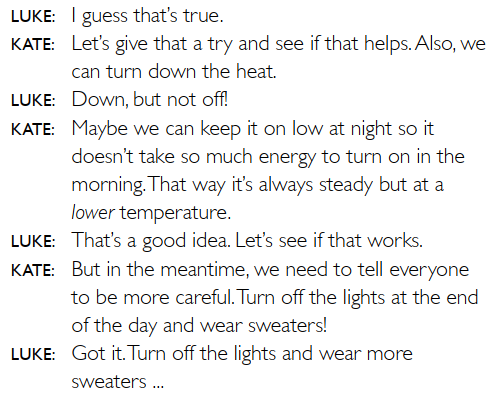 LUKE: I guess that's true.
KATE: Let's give that a try and see if that helps. Also, we
can turn down the heat.
LUKE: Down, but not off!
KATE: Maybe we can keep it on low at night so it
doesn't take so much energy to turn on in the
morning. That way it's always steady but at a
lower temperature.
LUKE: That's a good idea. Let's see if that works.
KATE: But in the meantime, we need to tell everyone
to be more careful. Turn off the lights at the end
of the day and wear sweaters!
LUKE: Got it. Turn off the lights and wear more
sweaters ...